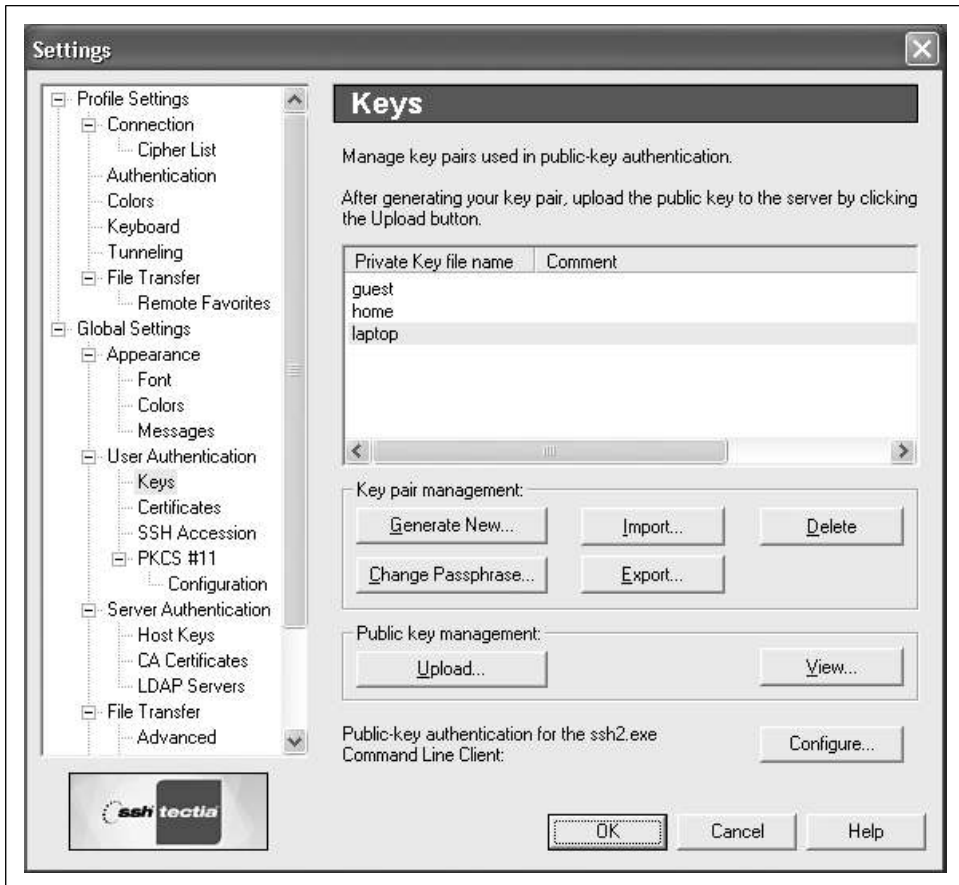 Settings
Profile Settings
Connection
Cipher List
Authentication
Colors
Keyboard
Tunneling
File Transfer
Remote Favorites
Global Settings
Appearance
Font
Colors
Messages
User Authentication
Keys
Certificates
SSH Accession
PKCS #11
Configuration
Server Authentication
Host Keys
CA Certificates
LDAP Servers
File Transfer
Advanced
ssh tectia
Keys
Manage key pairs used in public-key authentication.
After generating your key pair, upload the public key to the server by clicking
the Upload button.
Private Key file name Comment
guest
home
laptop
Key pair management:
Generate New... Import... Delete
Change Passphrase... Export...
Public key management:
Upload... View...
Public-key authentication for the ssh2.exe
Command Line Client:
Configure...
OK Cancel Help